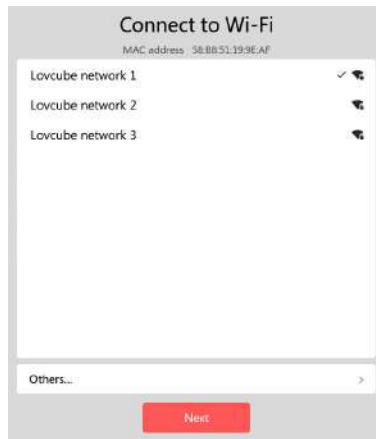 Connect to Wi-Fi
MAC address 58:B8:51:19:9E:AF
Lovcube network 1
Lovcube network 2
Lovcube network 3
Others...
Next